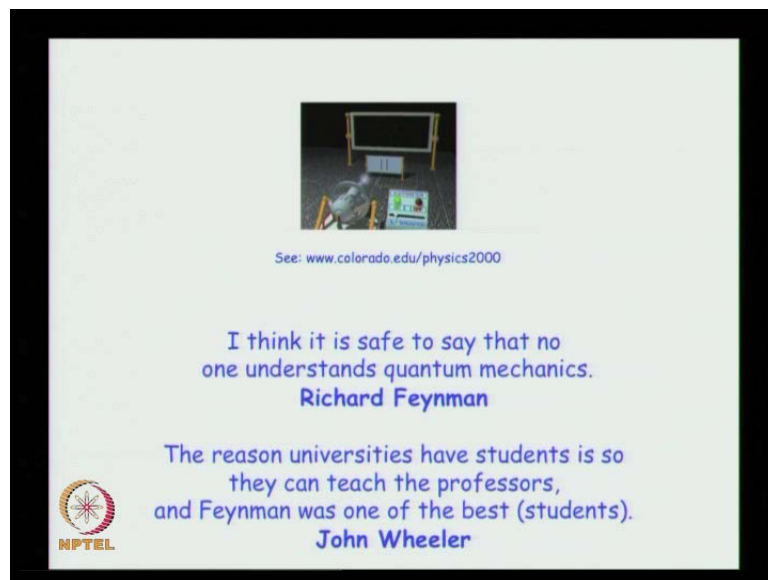 See: www.colorado.edu/physics2000
I think it is safe to say that no
one understands quantum mechanics.
Richard Feynman
The reason universities have students is so
they can teach the professors,
and Feynman was one of the best (students).
John Wheeler
NPTEL